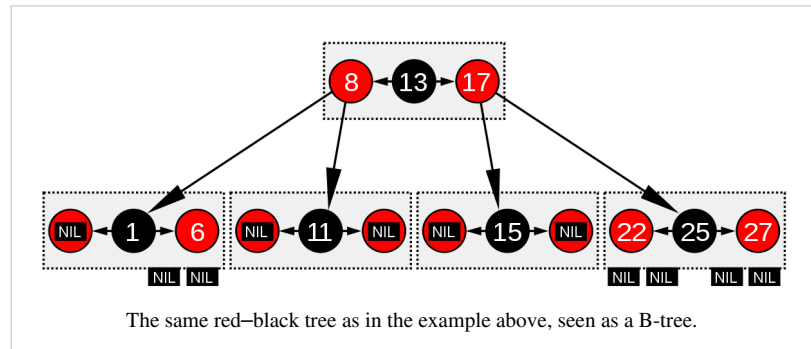 8 13 17
NIL 1 6 NIL 11 NIL NIL 15 NIL 22 25 27
NIL NIL NIL NIL NIL NIL
The same red–black tree as in the example above, seen as a B-tree.